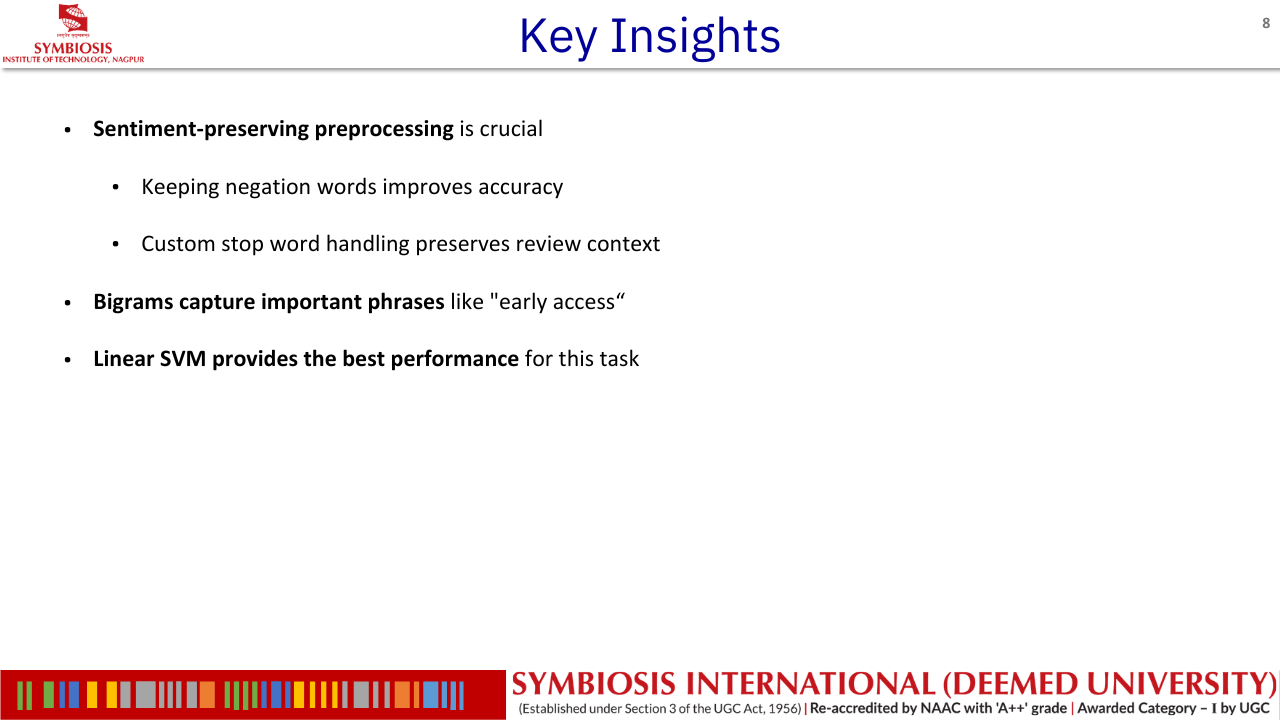 SYMBIOSIS
INSTITUTE OF TECHNOLOGY, NAGPUR
Key Insights
8
• Sentiment-preserving preprocessing is crucial
• Keeping negation words improves accuracy
• Custom stop word handling preserves review context
• Bigrams capture important phrases like "early access“
• Linear SVM provides the best performance for this task
SYMBIOSIS INTERNATIONAL (DEEMED UNIVERSITY)
(Established under Section 3 of the UGC Act, 1956) | Re-accredited by NAAC with 'A++' grade | Awarded Category – I by UGC